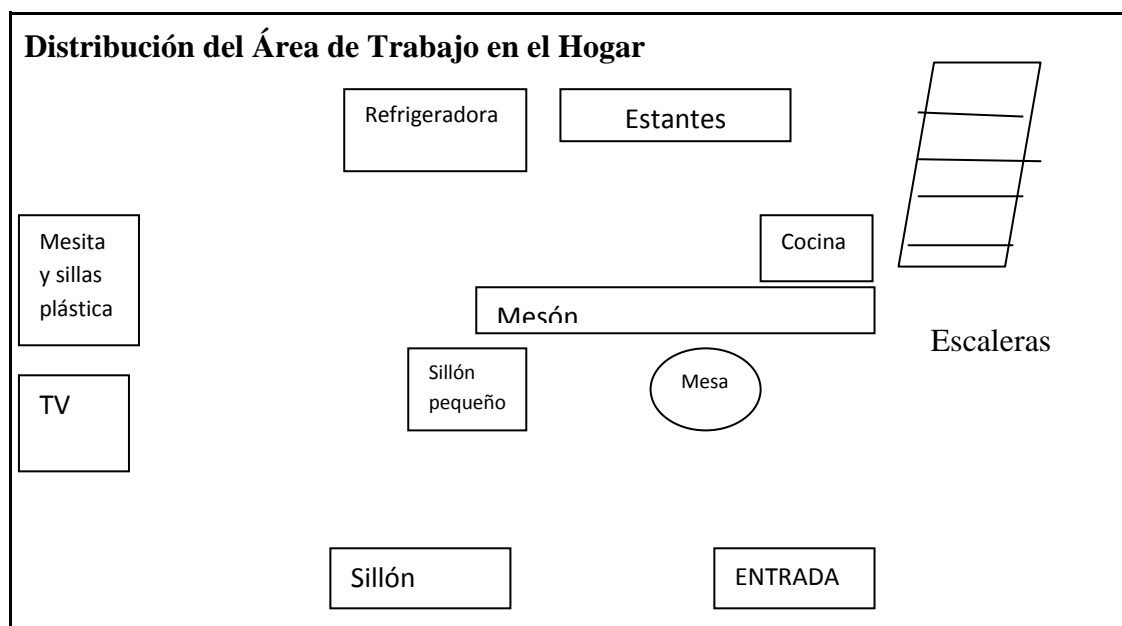 Distribución del Área de Trabajo en el Hogar
Refrigeradora
Estantes
Mesita
y sillas
plástica
Cocina
Mesón
Escaleras
Sillón
pequeño
Mesa
TV
Sillón
ENTRADA